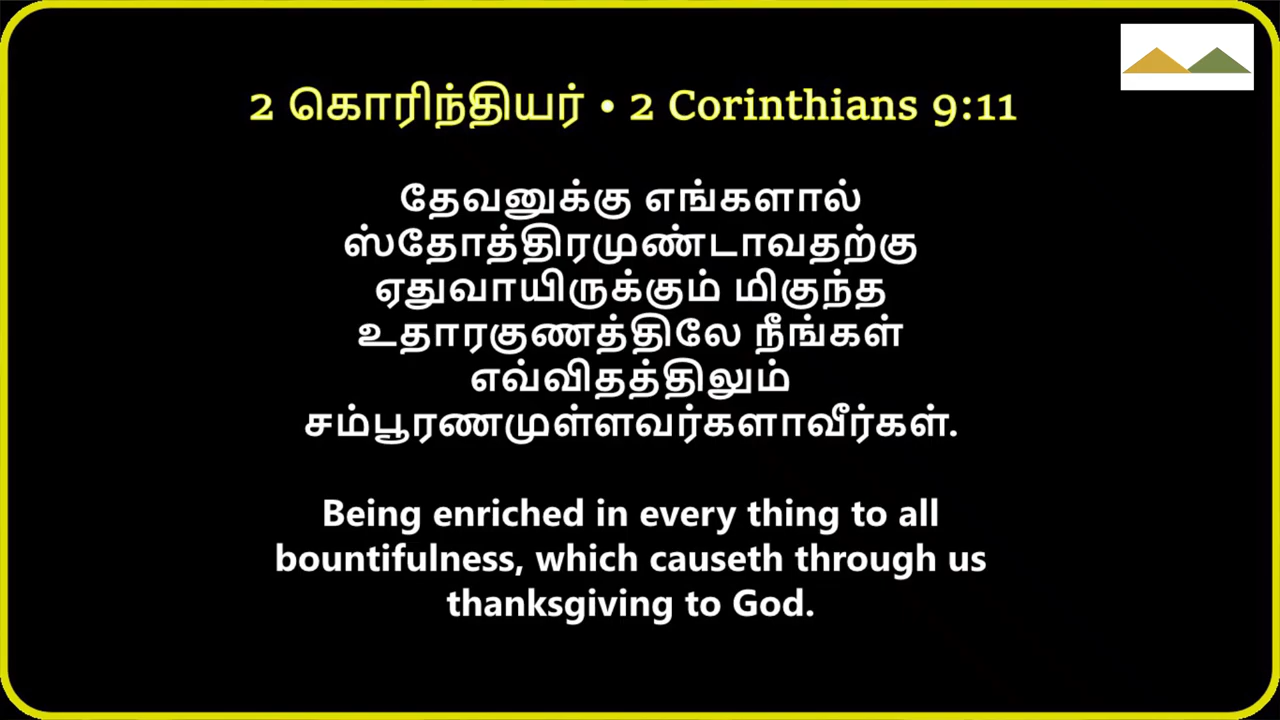 2 கொரிந்தியர் • 2 Corinthians 9:11
தேவனுக்கு எங்களால்
ஸ்தோத்திரமுண்டாவதற்கு
ஏதுவாயிருக்கும் மிகுந்த
உதாரகுணத்திலே நீங்கள்
எவ்விதத்திலும்
சம்பூரணமுள்ளவர்களாவீர்கள்.
Being enriched in every thing to all
bountifulness, which causeth through us
thanksgiving to God.